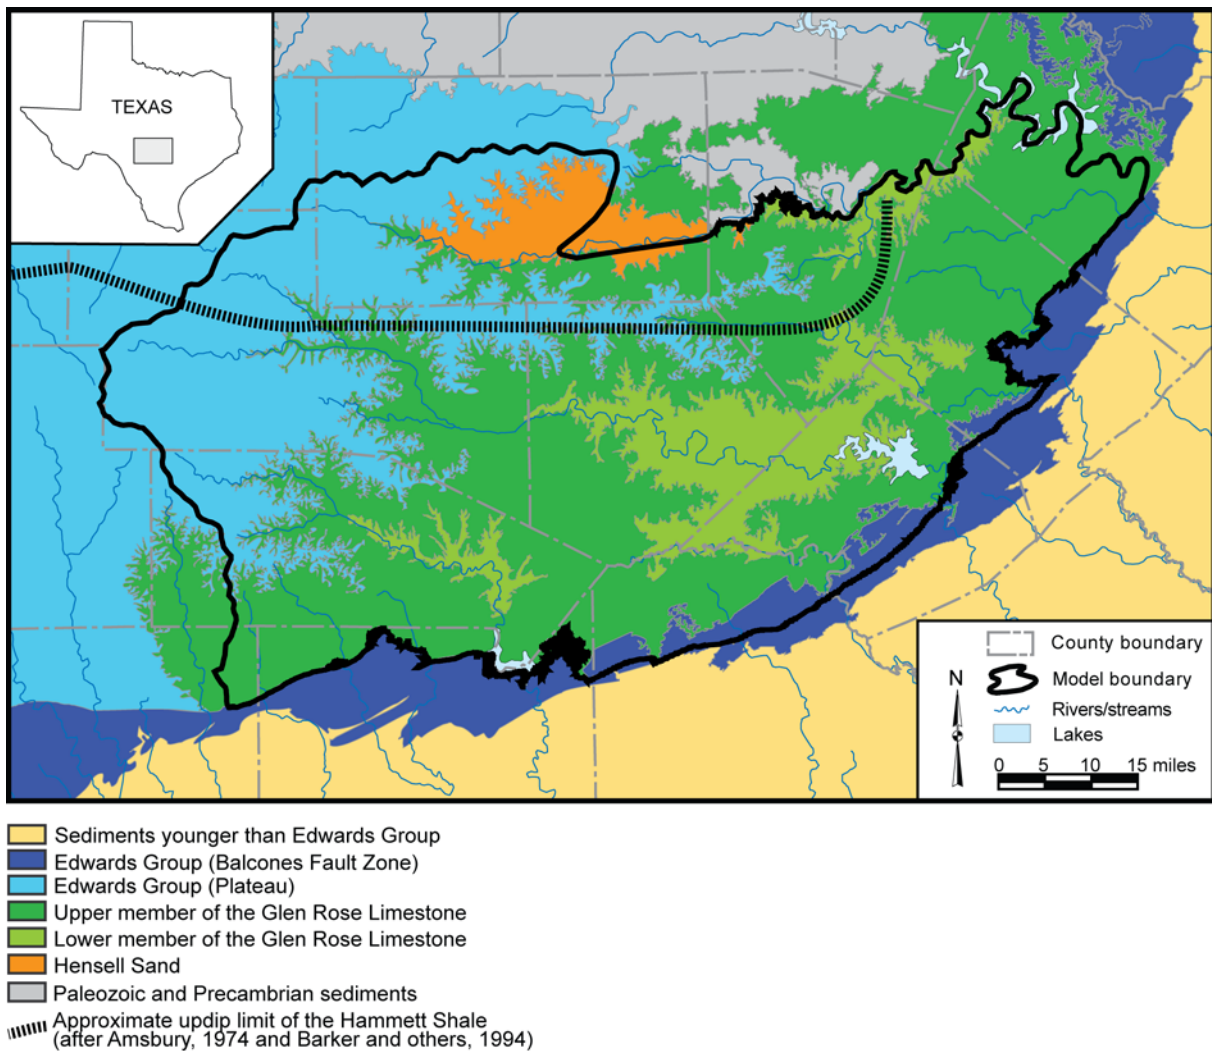 TEXAS
County boundary
N
Model boundary
Rivers/streams
Lakes
0 5 10 15 miles
Sediments younger than Edwards Group
Edwards Group (Balcones Fault Zone)
Edwards Group (Plateau)
Upper member of the Glen Rose Limestone
Lower member of the Glen Rose Limestone
Hensell Sand
Paleozoic and Precambrian sediments
Approximate updip limit of the Hammett Shale
(after Amsbury, 1974 and Barker and others, 1994)